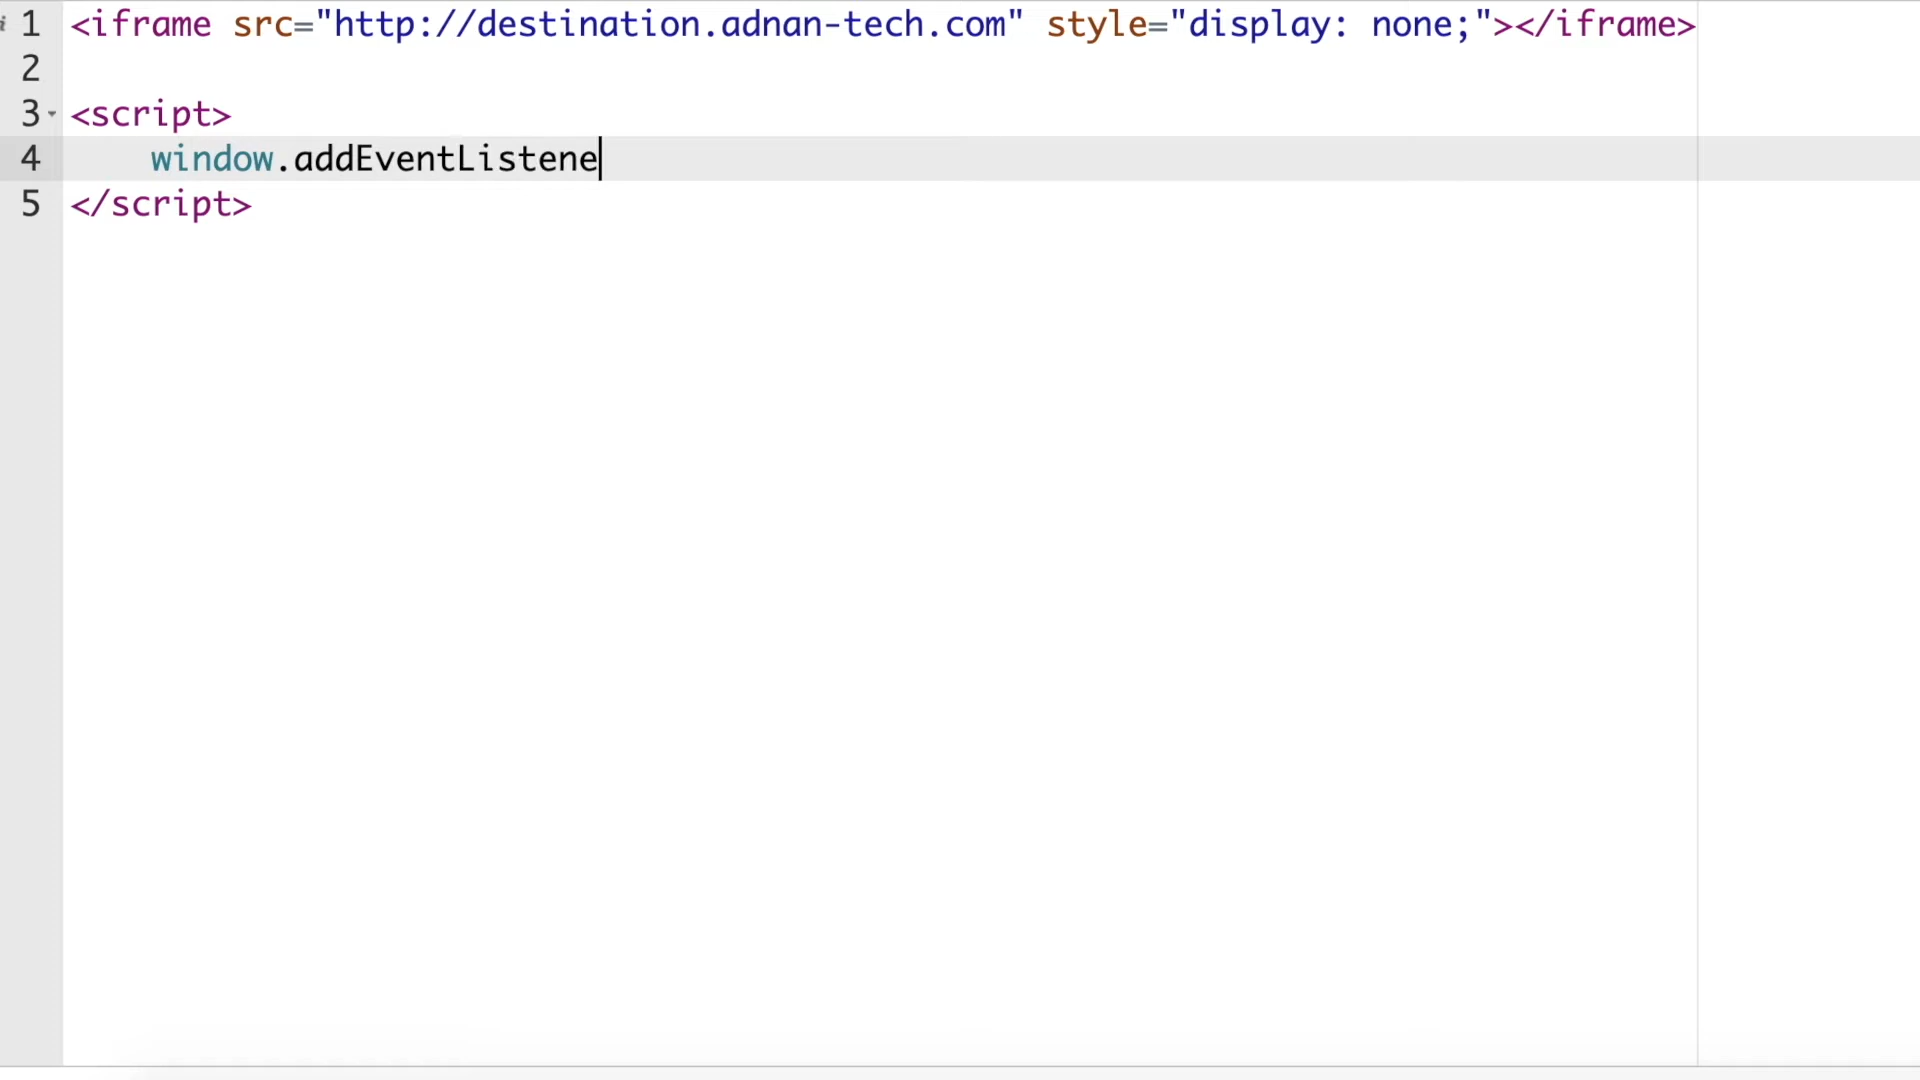 1 <iframe src="http://destination.adnan-tech.com" style="display: none;"></iframe>
2
3 <script>
4     window.addEventListene
5 </script>